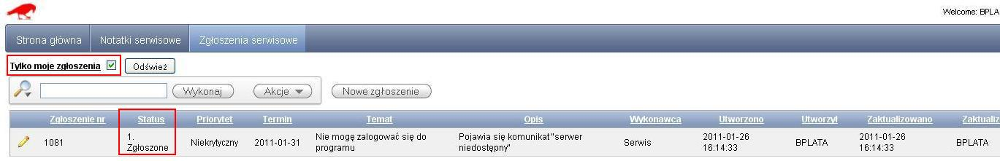 Welcome: BPLA
Strona główna Notatki serwisowe Zgłoszenia serwisowe
Tylko moje zgłoszenia Odśwież
Wykonaj Akcje Nowe zgłoszenie
Zgłoszenie nr Status Priorytet Termin Temat Opis Wykonawca Utworzono Utworzył Zaktualizowano Zaktualiz
1081 1. Zgłoszone Niekrytyczny 2011-01-31 Nie mogę zalogować się do programu Pojawia się komunikat "serwer niedostępny" Serwis 2011-01-26 16:14:33 BPLATA 2011-01-26 16:14:33 BPLATA